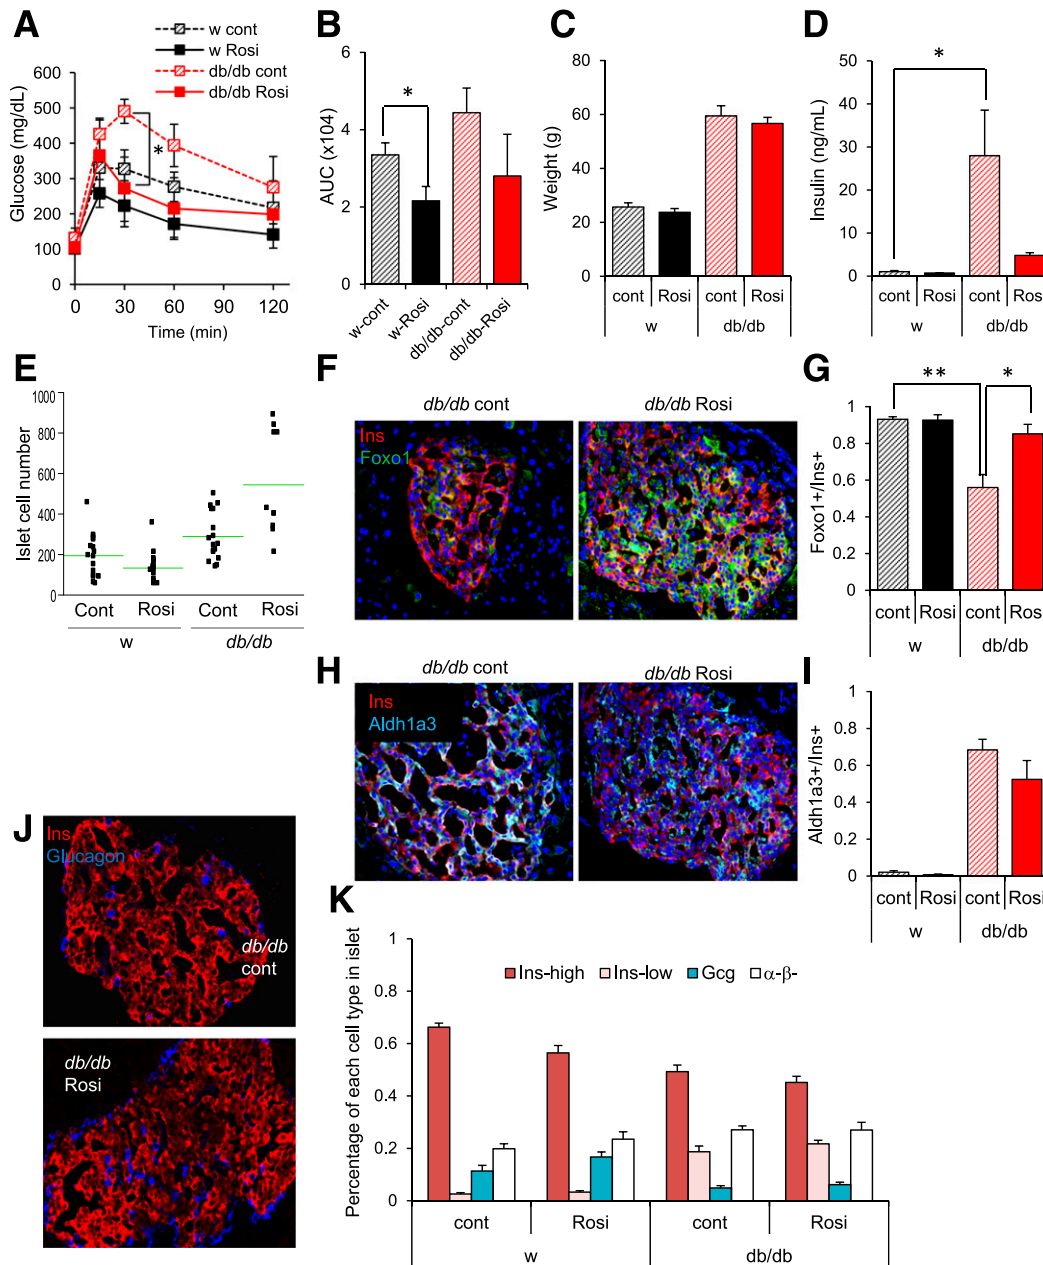 A
w cont
w Rosi
db/db cont
db/db Rosi
Glucose (mg/dL)
600
500
400
300
200
100
0
*
0 30 60 90 120
Time (min)
B
AUC (x104)
6
4
2
0
*
w-cont
w-Rosi
db/db-cont
db/db-Rosi
C
Weight (g)
80
60
40
20
0
cont Rosi cont Rosi
w db/db
D
Insulin (ng/mL)
50
40
30
20
10
0
*
cont Rosi cont Rosi
w db/db
E
Islet cell number
1000
800
600
400
200
0
Cont Rosi Cont Rosi
w db/db
F
db/db cont
db/db Rosi
Ins
Foxo1
G
Foxo1+/Ins+
1
0.8
0.6
0.4
0.2
0
** *
cont Rosi cont Rosi
w db/db
H
db/db cont
db/db Rosi
Ins
Aldh1a3
I
Aldh1a3+/Ins+
1
0.8
0.6
0.4
0.2
0
cont Rosi cont Rosi
w db/db
J
Ins
Glucagon
db/db
cont
db/db
Rosi
K
Percentage of each cell type in islet
1
0.8
0.6
0.4
0.2
0
Ins-high Ins-low Gcg α-β-
cont Rosi cont Rosi
w db/db